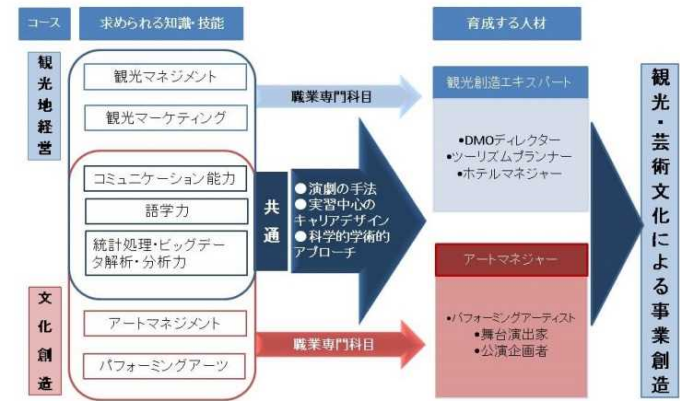 コース
求められる知識・技能
育成する人材
観光地経営
観光マネジメント
観光マーケティング
コミュニケーション能力
語学力
統計処理・ビッグデー
タ解析・分析力
文化創造
アートマネジメント
パフォーミングアーツ
職業専門科目
共通
●演劇の手法
●実習中心の
キャリアデザイン
●科学的学術的
アプローチ
職業専門科目
観光創造エキスパート
•DMOディレクター
•ツーリズムプランナー
•ホテルマネジャー
アートマネジャー
•パフォーミングアーティスト
•舞台演出家
•公演企画者
観光・芸術文化による事業創造